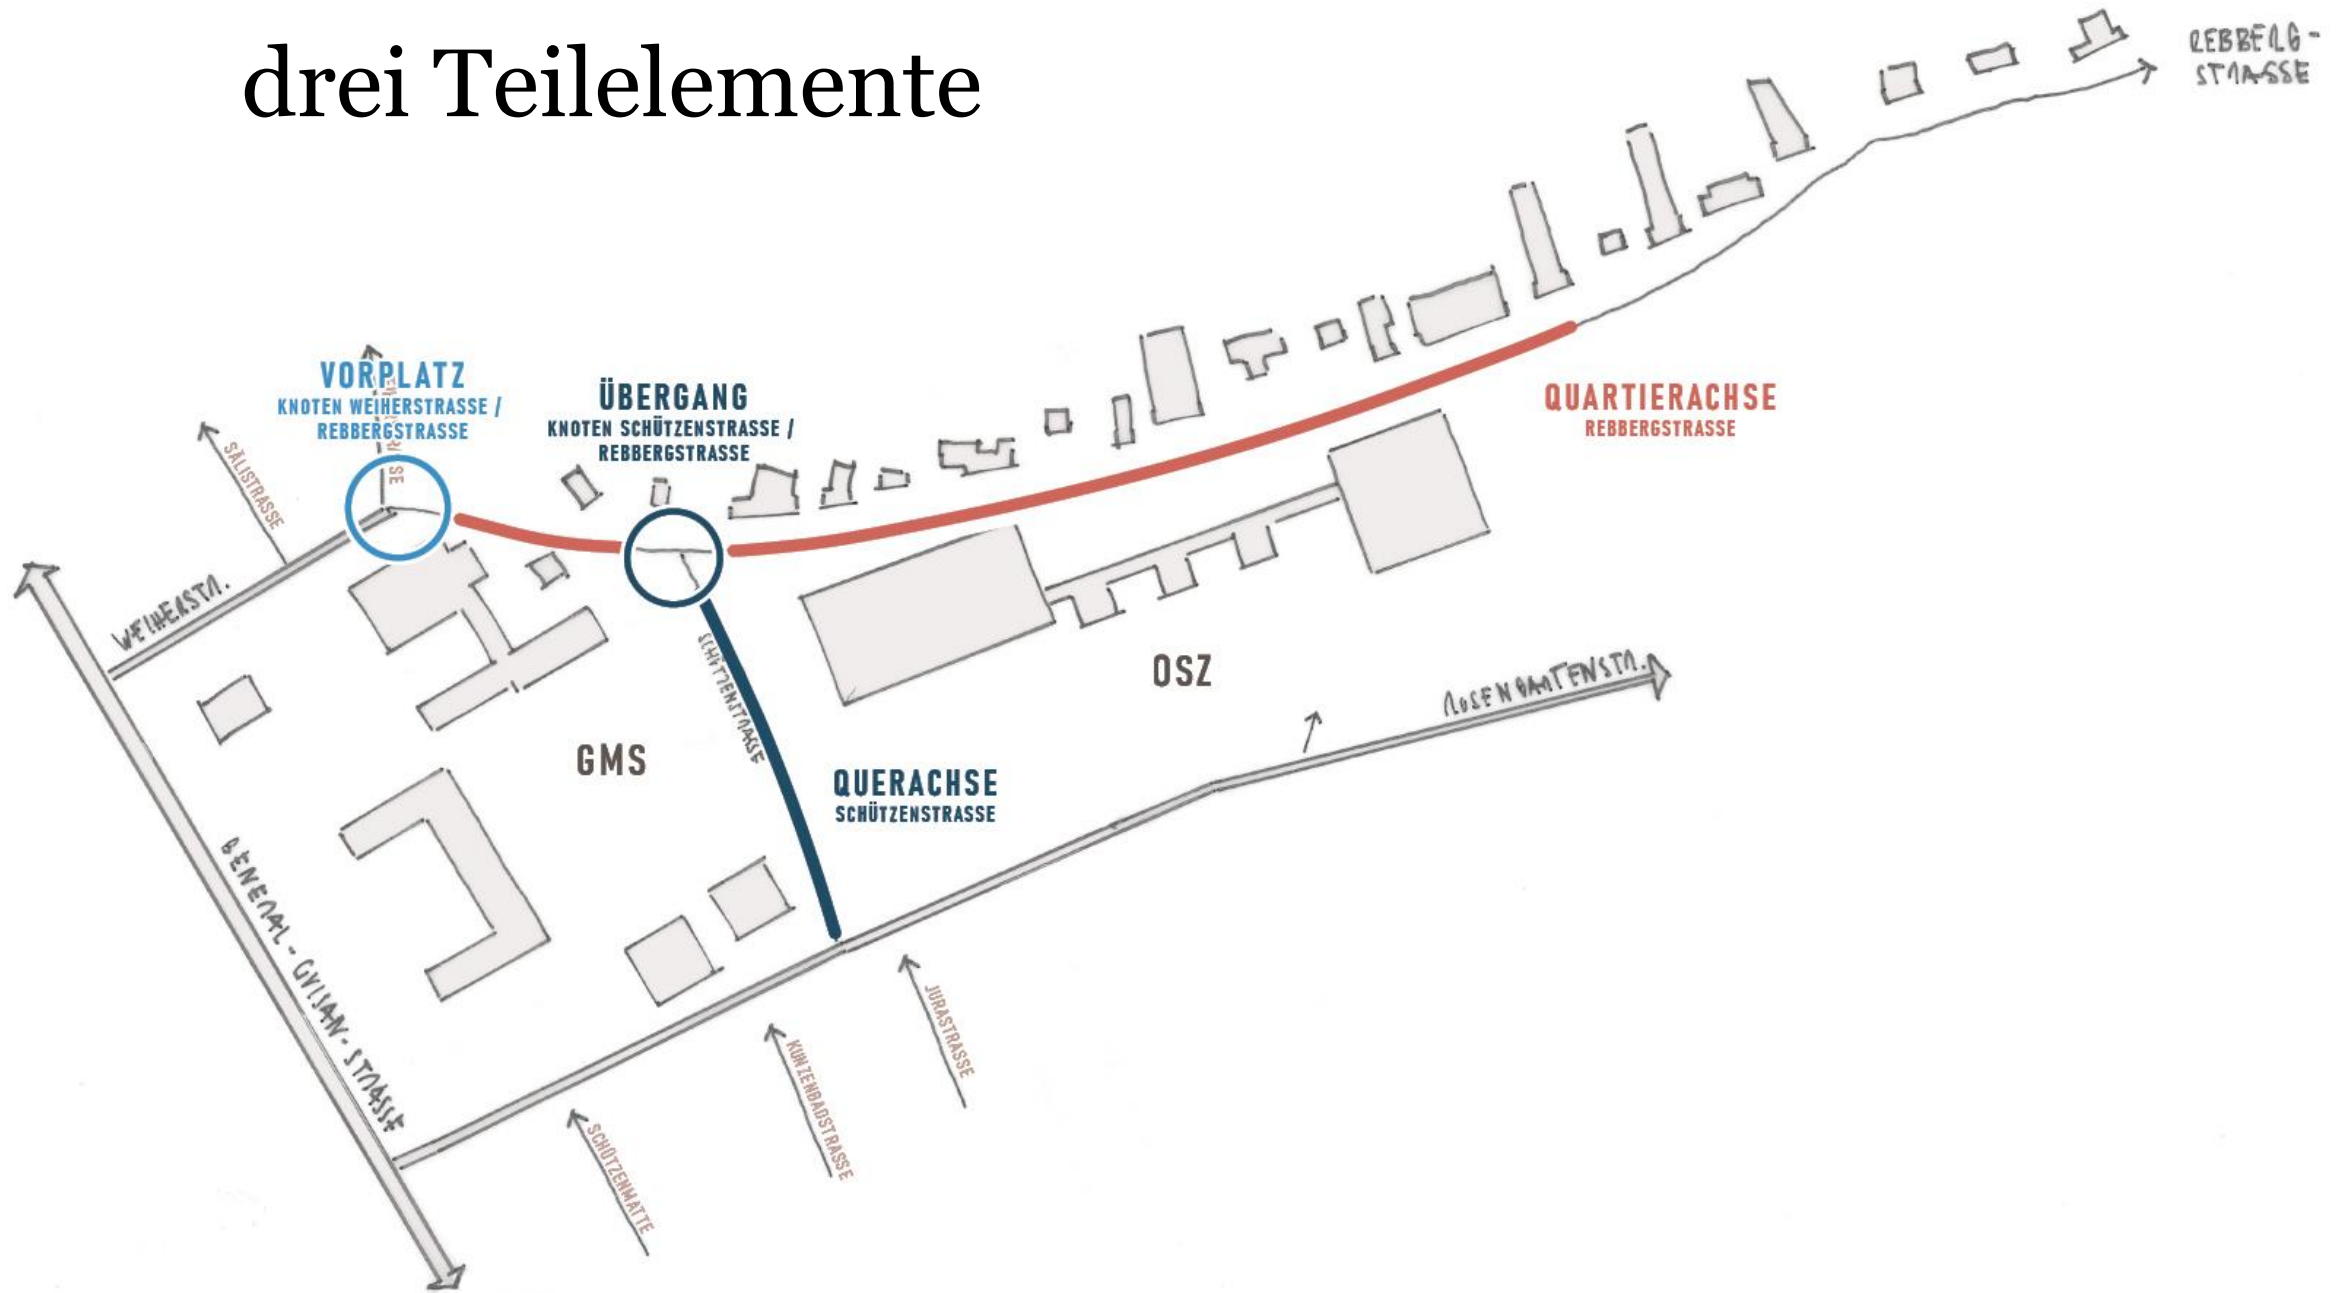 drei Teilelemente
REBBERG-
STRASSE
VORPLATZ
KNOTEN WEIHERSTRASSE /
REBBERGSTRASSE
ÜBERGANG
KNOTEN SCHÜTZENSTRASSE /
REBBERGSTRASSE
QUARTIERACHSE
REBBERGSTRASSE
SÄLISTRASSE
WEIHERSTR.
SCHÜTZENSTRASSE
OSZ
ROSENGARTENSTR.
GMS
QUERACHSE
SCHÜTZENSTRASSE
GENERAL-GUISAN-STRASSE
JURASTRASSE
KUNZENBADSTRASSE
SCHÜTZENMATTE